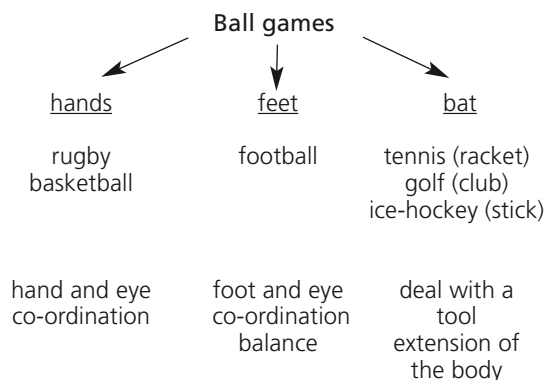 Ball games
hands
feet
bat
rugby
basketball
football
tennis (racket)
golf (club)
ice-hockey (stick)
hand and eye
co-ordination
foot and eye
co-ordination
balance
deal with a
tool
extension of
the body